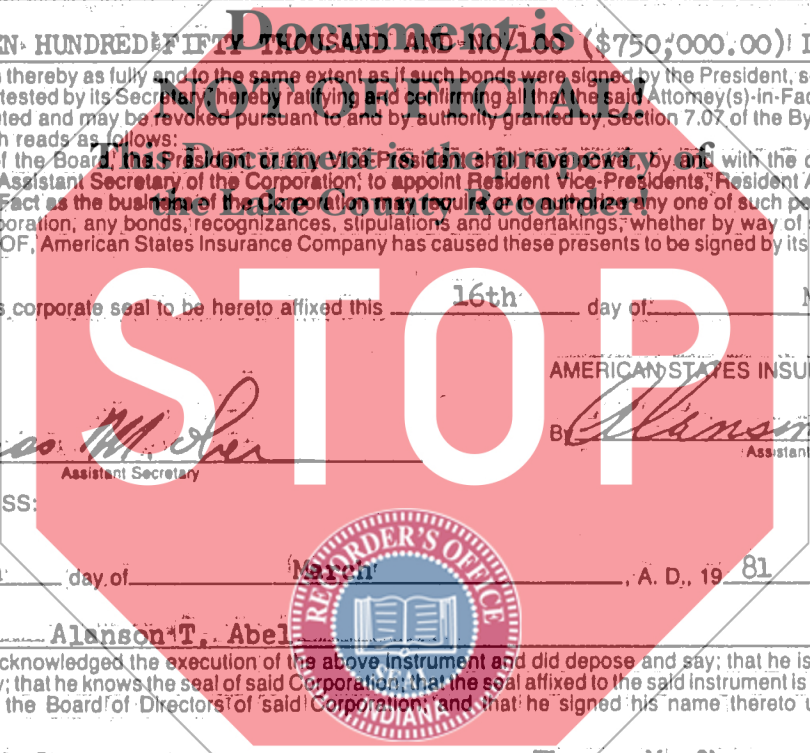 Document is
EN HUNDRED FIFTY THOUSAND AND NO/100 ($750,000.00)
thereby as fully and to the same extent as if such bonds were signed by the President, s
tested by its Secretary, hereby ratifying and confirming all that the said Attorney(s)-in-Fac
NOT OFFICIAL!
ted and may be revoked pursuant to and by authority granted by Section 7.07 of the By
h reads as follows:
This Document is the property of
of the Board, the President or any Vice-President shall have power, by and with the
Assistant Secretary of the Corporation, to appoint Resident Vice-Presidents, Resident A
the Lake County Recorder!
Fact as the business of the Corporation may require or to authorize any one of such pe
poration, any bonds, recognizances, stipulations and undertakings, whether by way of
OF, American States Insurance Company has caused these presents to be signed by its
s corporate seal to be hereto affixed this 16th day of M
STOP
AMERICAN STATES INSU
By Alanson
Assistant Secretary
Assistant
SS:
day of March, A. D., 19 81
RECORDER'S OFFICE
Alanson T. Abel
cknowledged the execution of the above instrument and did depose and say; that he is
y; that he knows the seal of said Corporation; that the seal affixed to the said instrument is
SEAL
the Board of Directors of said Corporation; and that he signed his name thereto u
INDIANA